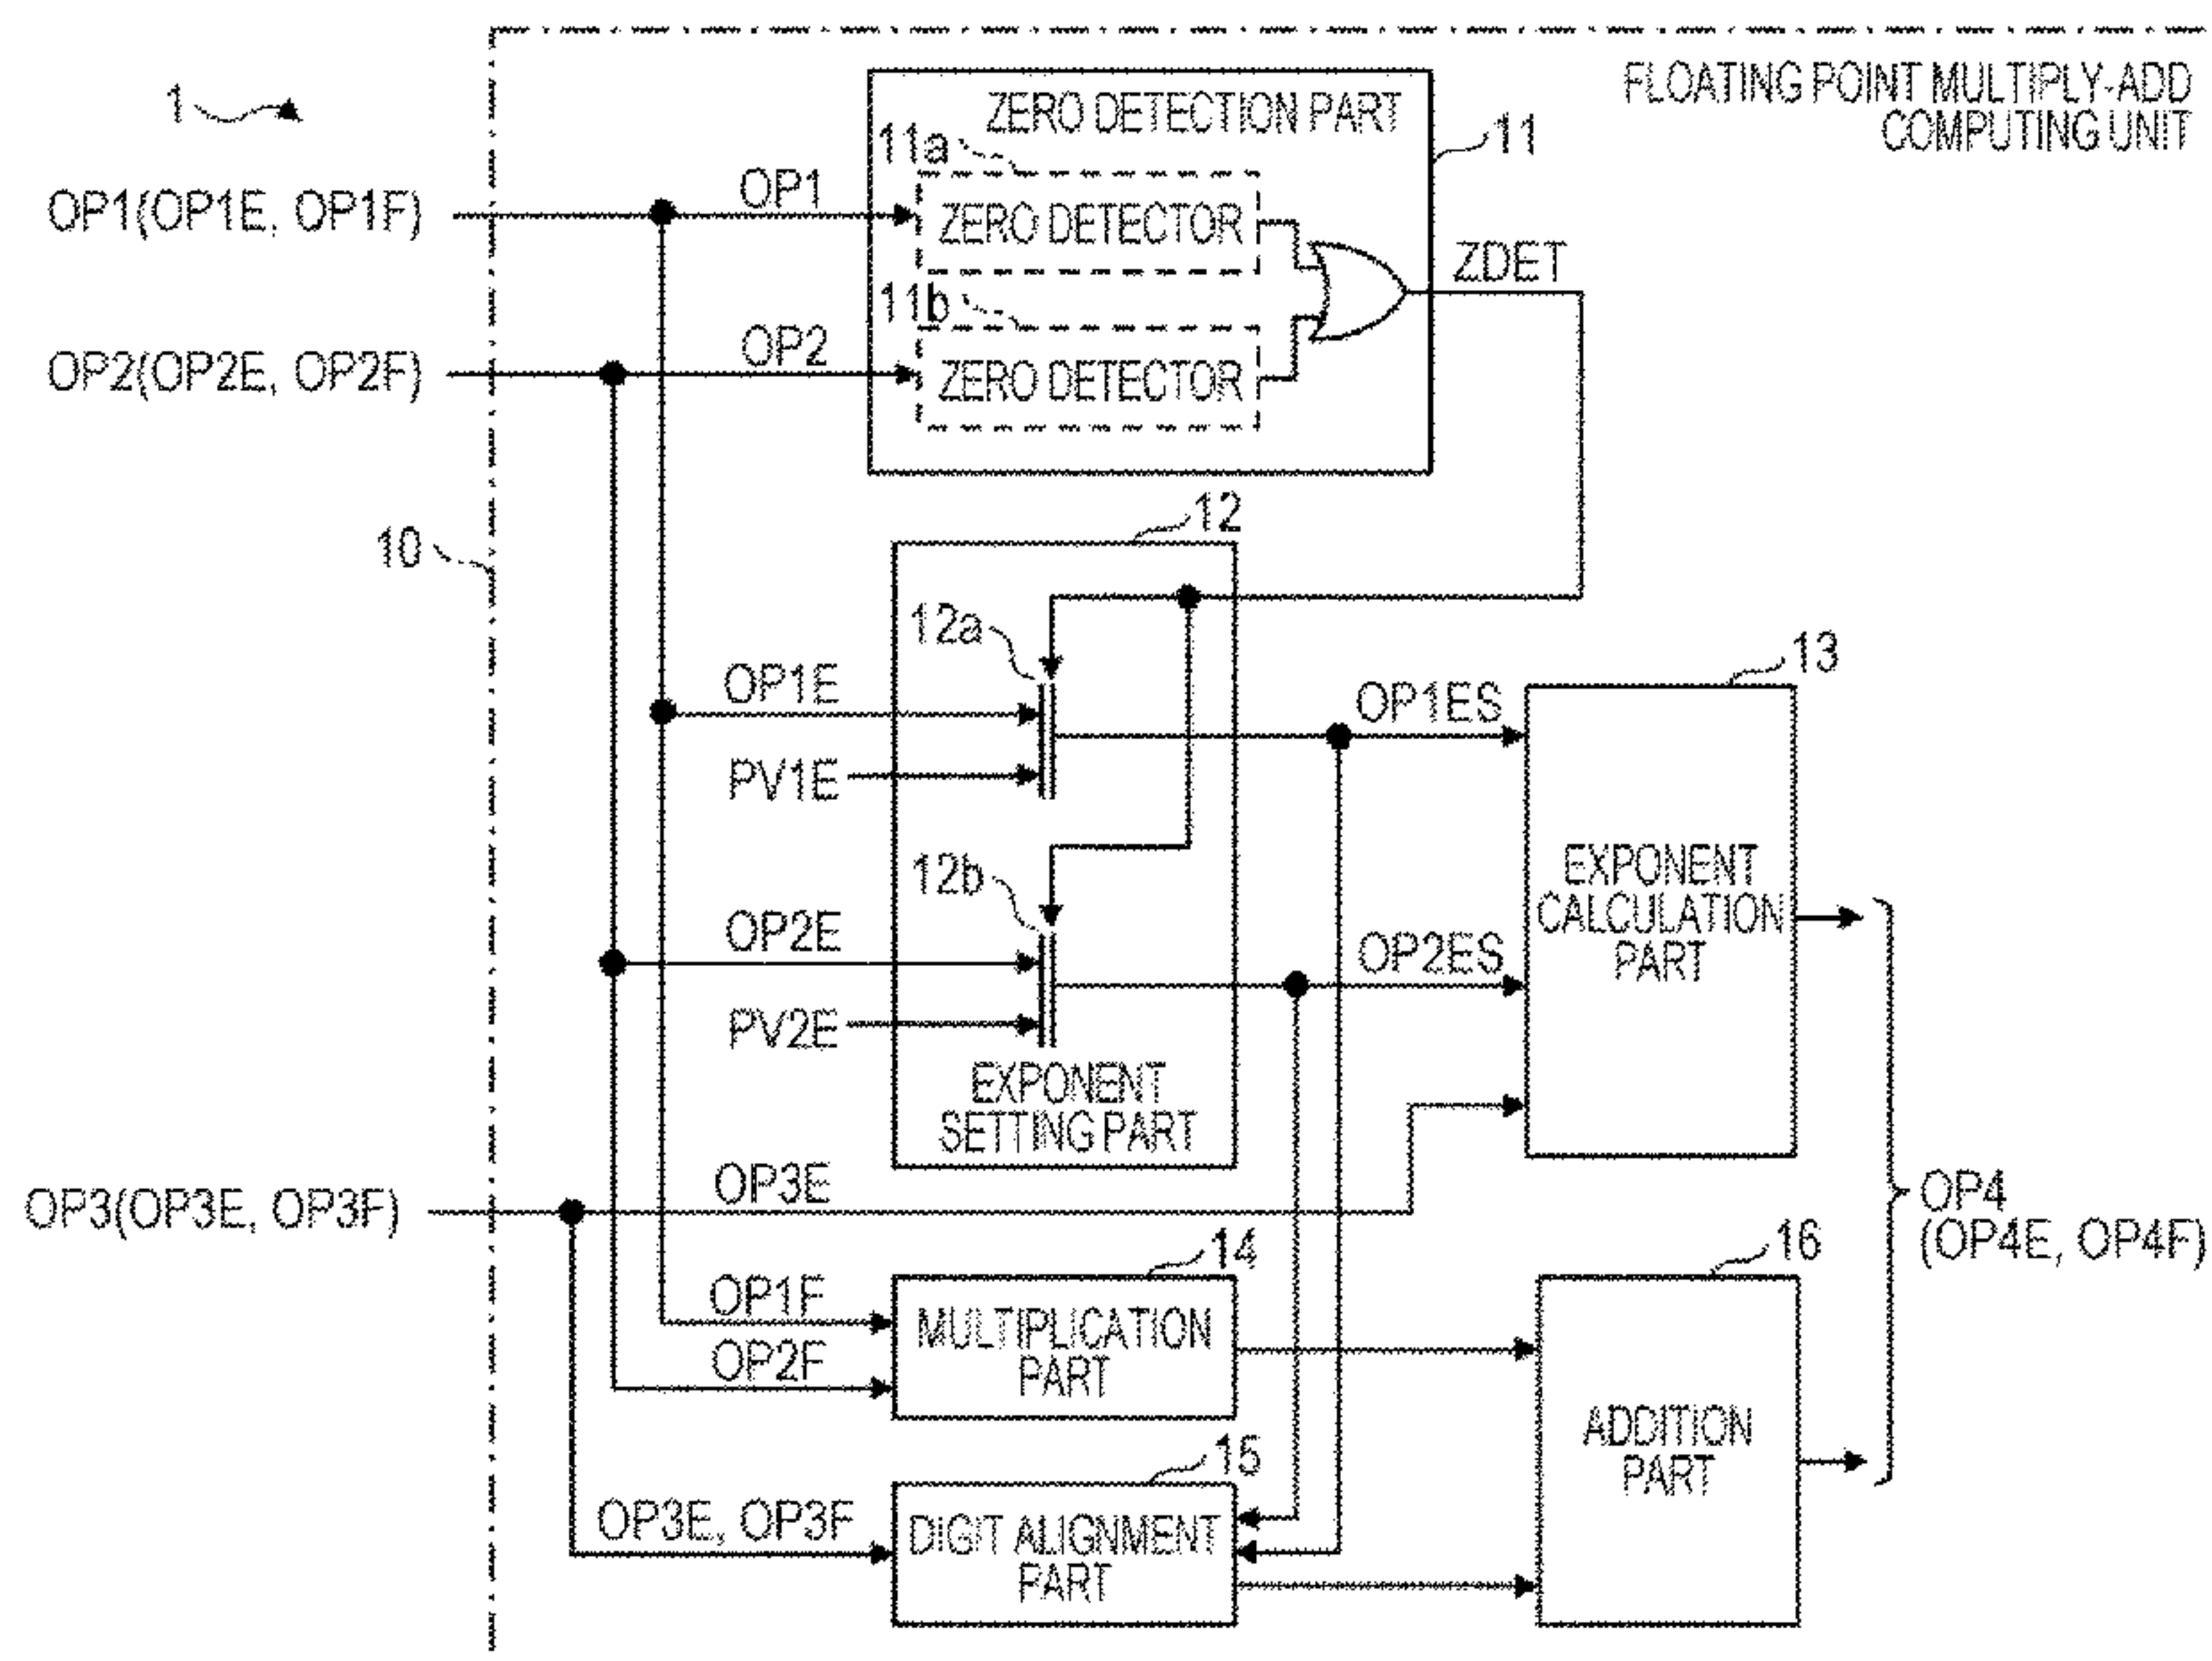 FLOATING POINT MULTIPLY-ADD
COMPUTING UNIT
1
ZERO DETECTION PART
11
11a
OP1(OP1E, OP1F)
OP1
ZERO DETECTOR
ZDET
11b
OP2(OP2E, OP2F)
OP2
ZERO DETECTOR
10
12
12a
13
OP1E
OP1ES
PV1E
12b
EXPONENT
CALCULATION
PART
OP2E
OP2ES
PV2E
EXPONENT
SETTING PART
OP3(OP3E, OP3F)
OP3E
OP4
(OP4E, OP4F)
14
16
OP1F
MULTIPLICATION
PART
OP2F
ADDITION
PART
15
OP3E, OP3F
DIGIT ALIGNMENT
PART